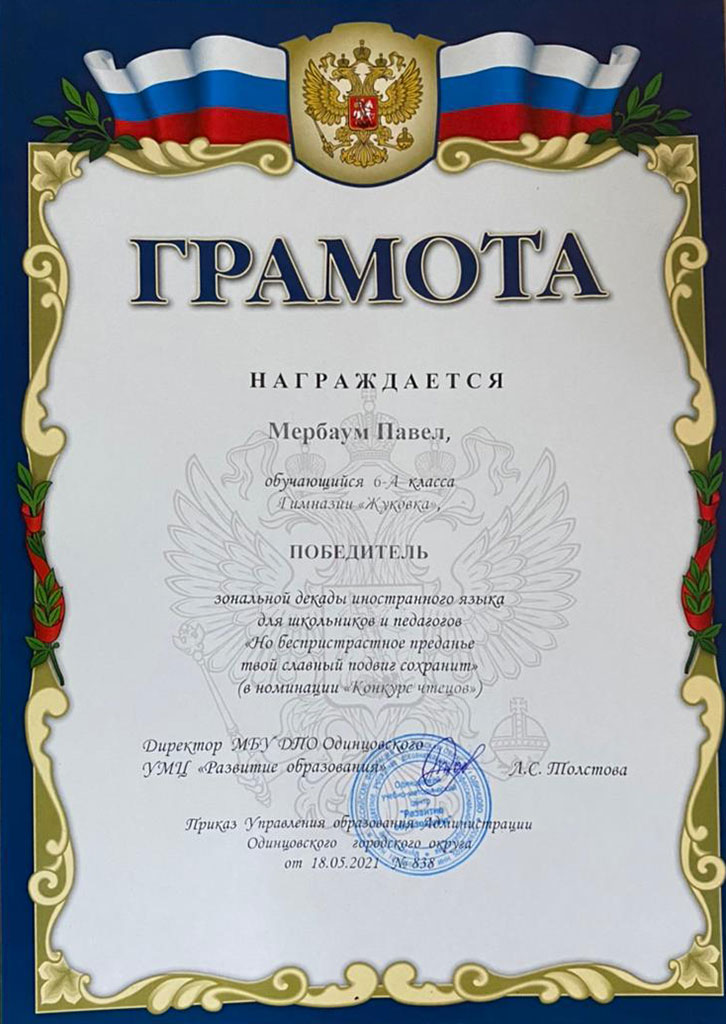 ГРАМОТА
НАГРАЖДАЕТСЯ
Мербаум Павел,
обучающийся 6-А класса
Гимназии «Жуковка»,
ПОБЕДИТЕЛЬ
зональной декады иностранного языка
для школьников и педагогов
«Но беспристрастное преданье
твой славный подвиг сохранит»
(в номинации «Конкурс чтецов»)
Директор МБУ ДПО Одинцовского
УМЦ «Развитие образования»
Л.С. Толстова
Приказ Управления образования Администрации
Одинцовского городского округа
от 18.05.2021 № 838